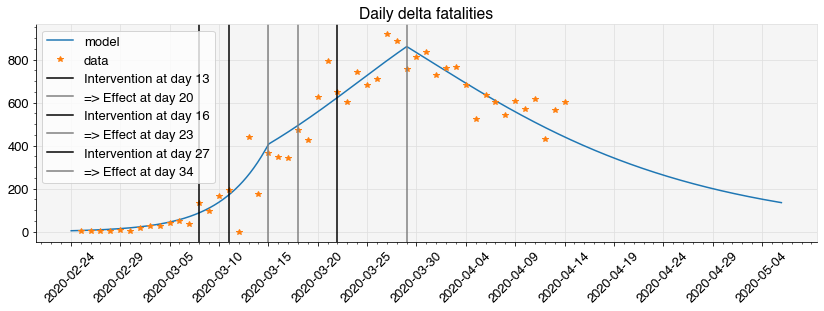 Daily delta fatalities
800
600
400
200
0
model
data
Intervention at day 13
=> Effect at day 20
Intervention at day 16
=> Effect at day 23
Intervention at day 27
=> Effect at day 34
2020-02-24
2020-02-29
2020-03-05
2020-03-10
2020-03-15
2020-03-20
2020-03-25
2020-03-30
2020-04-04
2020-04-09
2020-04-14
2020-04-19
2020-04-24
2020-04-29
2020-05-04